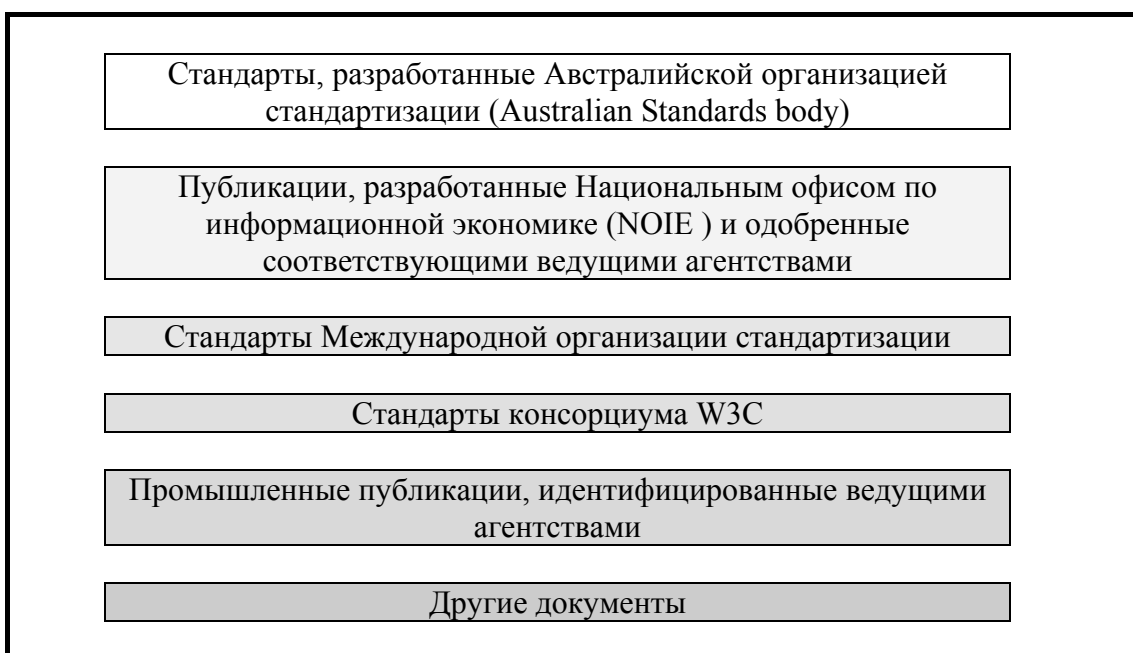 Стандарты, разработанные Австралийской организацией
стандартизации (Australian Standards body)
Публикации, разработанные Национальным офисом по
информационной экономике (NOIE ) и одобренные
соответствующими ведущими агентствами
Стандарты Международной организации стандартизации
Стандарты консорциума W3C
Промышленные публикации, идентифицированные ведущими
агентствами
Другие документы